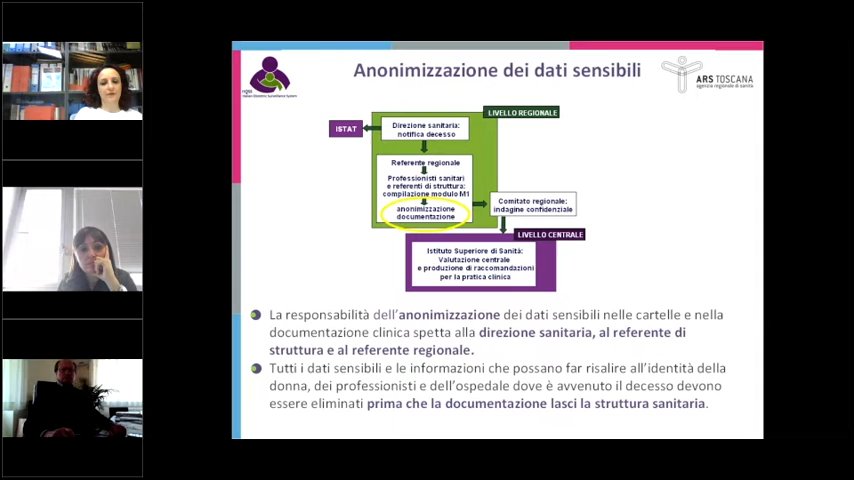 Anonimizzazione dei dati sensibili
ARS TOSCANA
agenzia regionale di sanità
LIVELLO REGIONALE
ISTAT
Direzione sanitaria:
notifica decesso
Referente regionale
Professionisti sanitari
e referenti di struttura:
compilazione modulo M1
anonimizzazione
documentazione
Comitato regionale:
indagine confidenziale
LIVELLO CENTRALE
Istituto Superiore di Sanità:
Valutazione centrale
e produzione di raccomandazioni
per la pratica clinica
La responsabilità dell'anonimizzazione dei dati sensibili nelle cartelle e nella
documentazione clinica spetta alla direzione sanitaria, al referente di
struttura e al referente regionale.
Tutti i dati sensibili e le informazioni che possano far risalire all'identità della
donna, dei professionisti e dell'ospedale dove è avvenuto il decesso devono
essere eliminati prima che la documentazione lasci la struttura sanitaria.